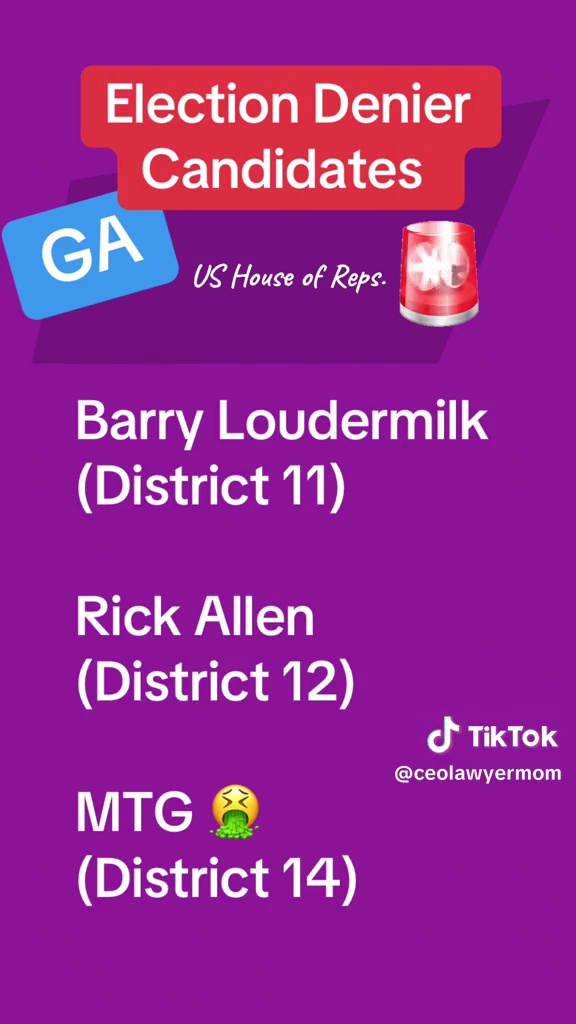 Election Denier
Candidates
GA
US House of Reps.
Barry Loudermilk
(District 11)
Rick Allen
(District 12)
MTG 🤮
(District 14)
TikTok
@ceolawyermom